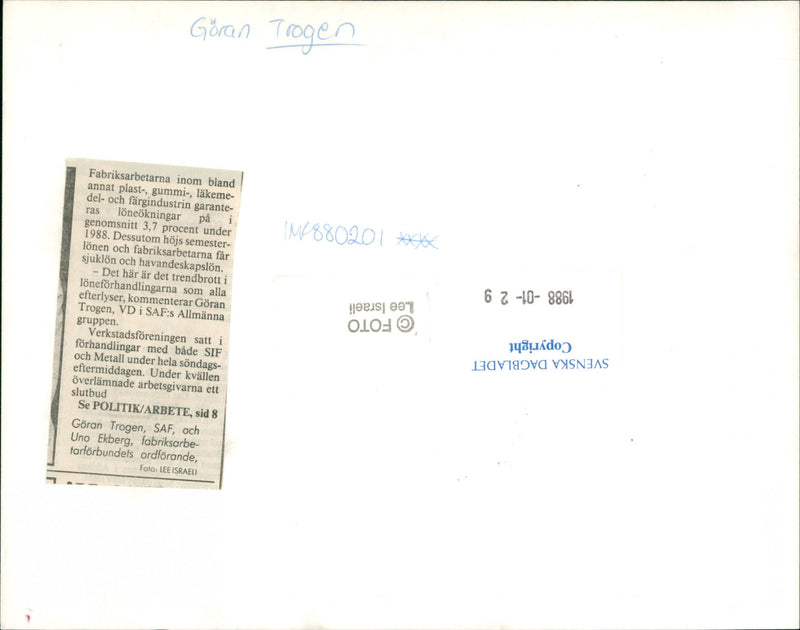 Göran Trogen
Fabriksarbetarna inom bland
annat plast-, gummi-, läkeme-
del- och färgindustrin garante-
ras löneökningar på i
genomsnitt 3,7 procent under
1988. Dessutom höjs semester-
lönen och fabriksarbetarna får
sjuklön och havandeskapslön.
– Det här är det trendbrott i
löneförhandlingarna som alla
efterlyser, kommenterar Göran
Trogen, VD i SAF:s Allmänna
gruppen.
Verkstadsföreningen satt i
förhandlingar med både SIF
och Metall under hela söndags-
eftermiddagen. Under kvällen
överlämnade arbetsgivarna ett
slutbud
Se POLITIK/ARBETE, sid 8
Göran Trogen, SAF, och
Uno Ekberg, fabriksarbe-
tarförbundets ordförande,
Foto: LEE ISRAELI
880201
© FOTO
Lee Israeli
1988 -01- 2 9
SVENSKA DAGBLADET
Copyright